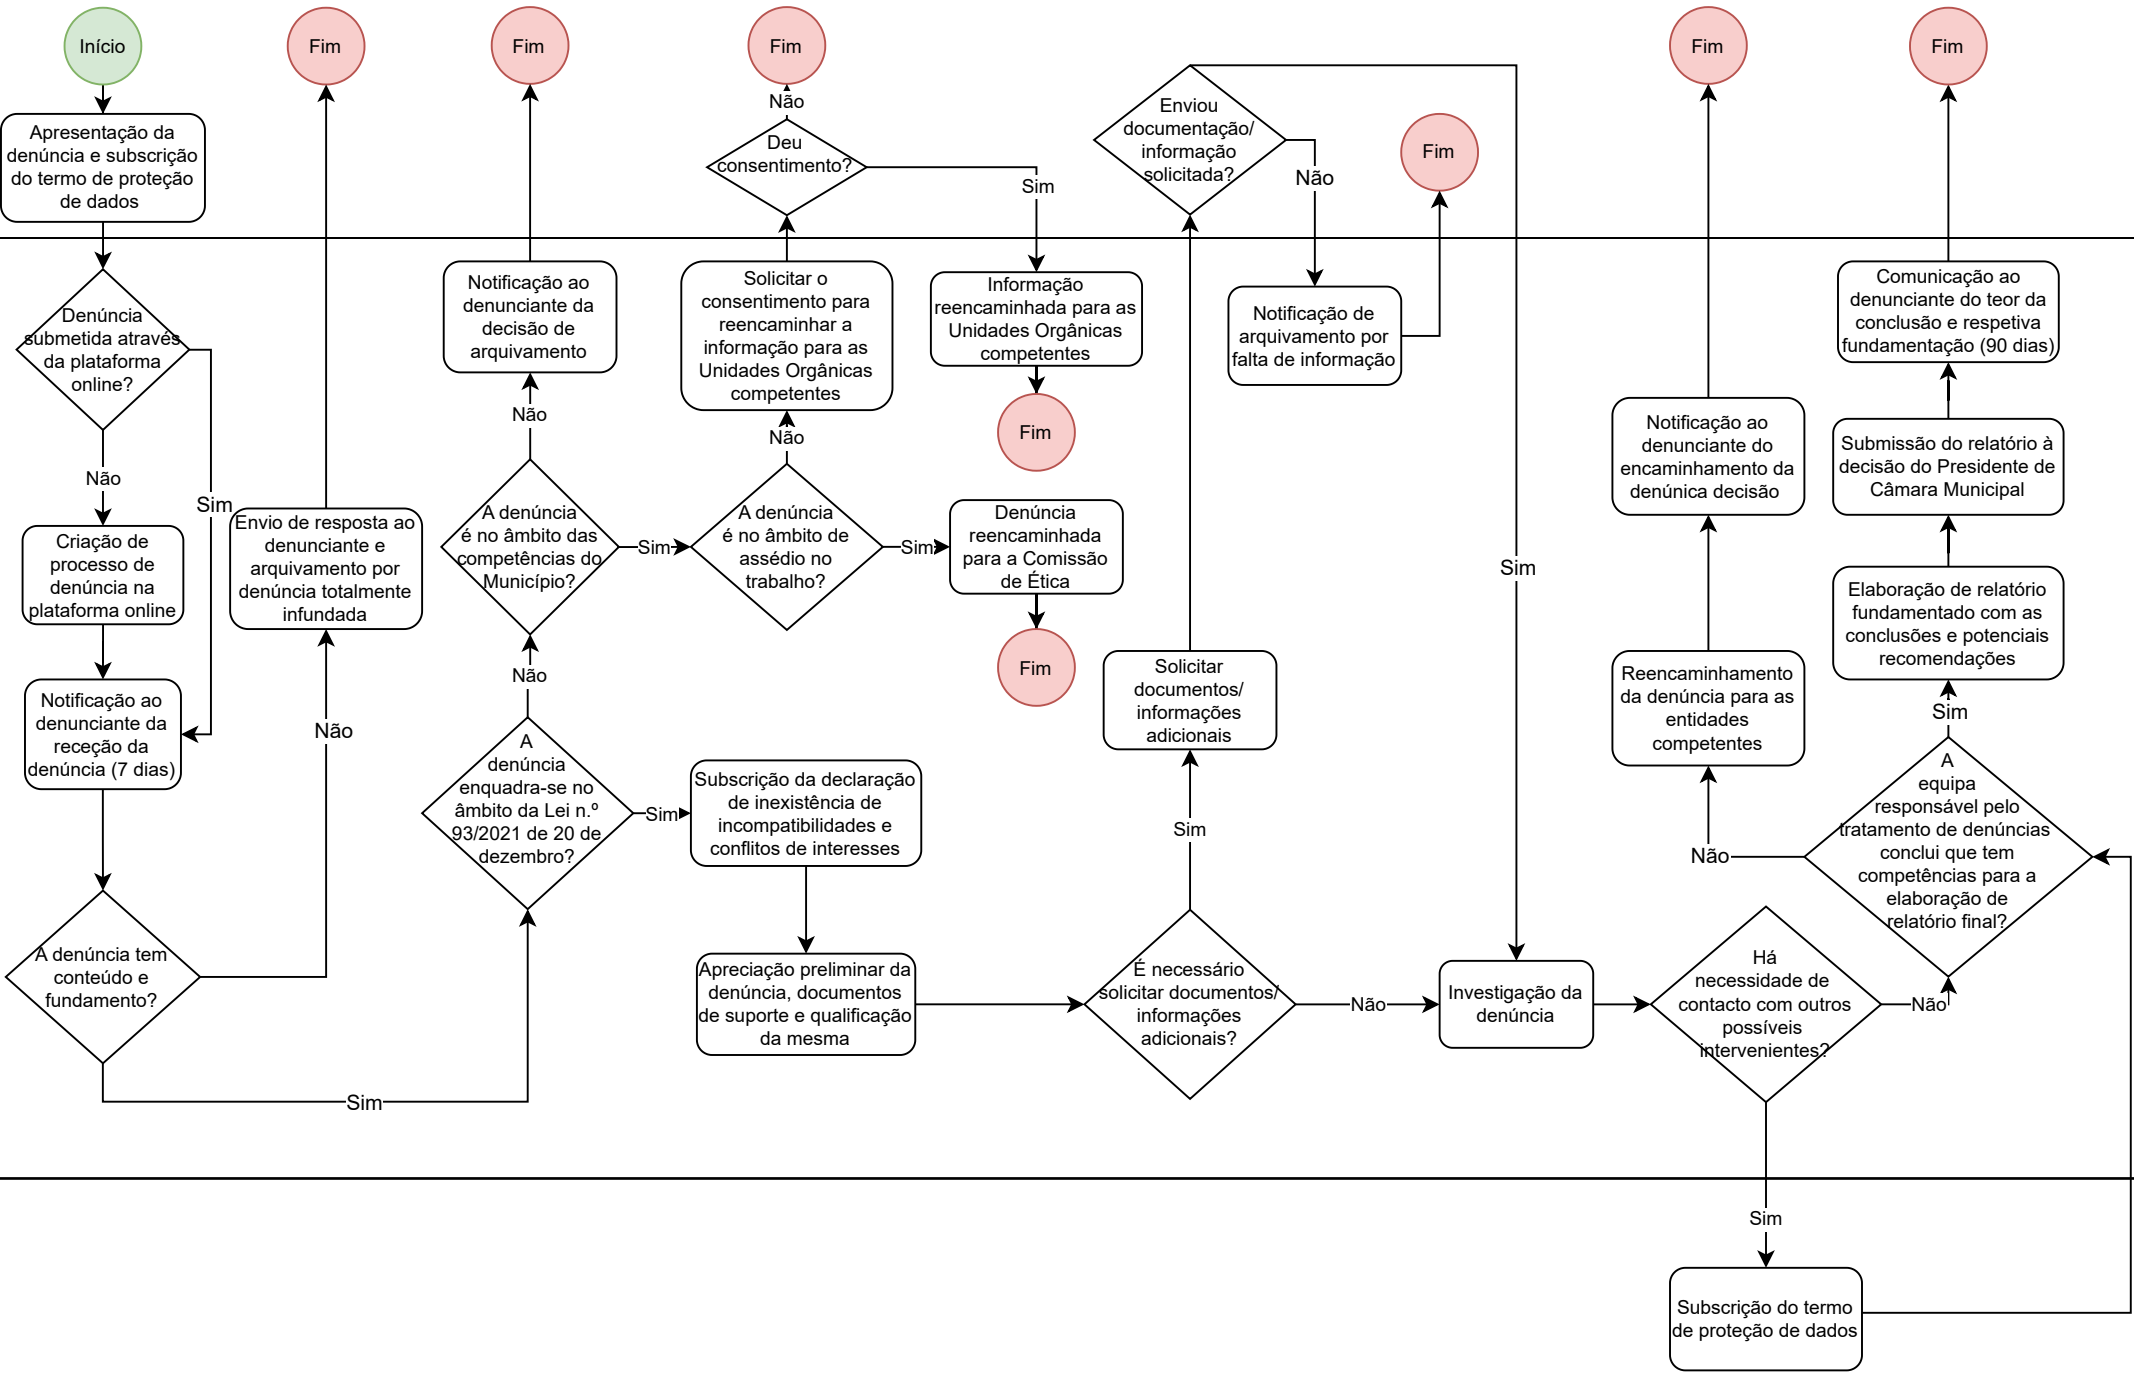 Início
Fim
Fim
Fim
Fim
Fim
Apresentação da
denúncia e subscrição
do termo de proteção
de dados
Não
Deu
consentimento?
Sim
Enviou
documentação/
informação
solicitada?
Não
Fim
Denúncia
submetida através
da plataforma
online?
Não
Sim
Criação de
processo de
denúncia na
plataforma online
Notificação ao
denunciante da
receção da
denúncia (7 dias)
A denúncia tem
conteúdo e
fundamento?
Sim
Não
Envio de resposta ao
denunciante e
arquivamento por
denúncia totalmente
infundada
Notificação ao
denunciante da
decisão de
arquivamento
Não
A denúncia
é no âmbito das
competências do
Município?
Sim
Não
A
denúncia
enquadra-se no
âmbito da Lei n.º
93/2021 de 20 de
dezembro?
Sim
Solicitar o
consentimento para
reencaminhar a
informação para as
Unidades Orgânicas
competentes
Não
A denúncia
é no âmbito de
assédio no
trabalho?
Sim
Informação
reencaminhada para as
Unidades Orgânicas
competentes
Fim
Denúncia
reencaminhada
para a Comissão
de Ética
Fim
Subscrição da declaração
de inexistência de
incompatibilidades e
conflitos de interesses
Apreciação preliminar da
denúncia, documentos
de suporte e qualificação
da mesma
Notificação de
arquivamento por
falta de informação
Solicitar
documentos/
informações
adicionais
Sim
É necessário
solicitar documentos/
informações
adicionais?
Não
Sim
Investigação da
denúncia
Há
necessidade de
contacto com outros
possíveis
intervenientes?
Não
Sim
Subscrição do termo
de proteção de dados
Notificação ao
denunciante do
encaminhamento da
denúnica decisão
Reencaminhamento
da denúncia para as
entidades
competentes
Não
Comunicação ao
denunciante do teor da
conclusão e respetiva
fundamentação (90 dias)
Submissão do relatório à
decisão do Presidente de
Câmara Municipal
Elaboração de relatório
fundamentado com as
conclusões e potenciais
recomendações
Sim
A
equipa
responsável pelo
tratamento de denúncias
conclui que tem
competências para a
elaboração de
relatório final?